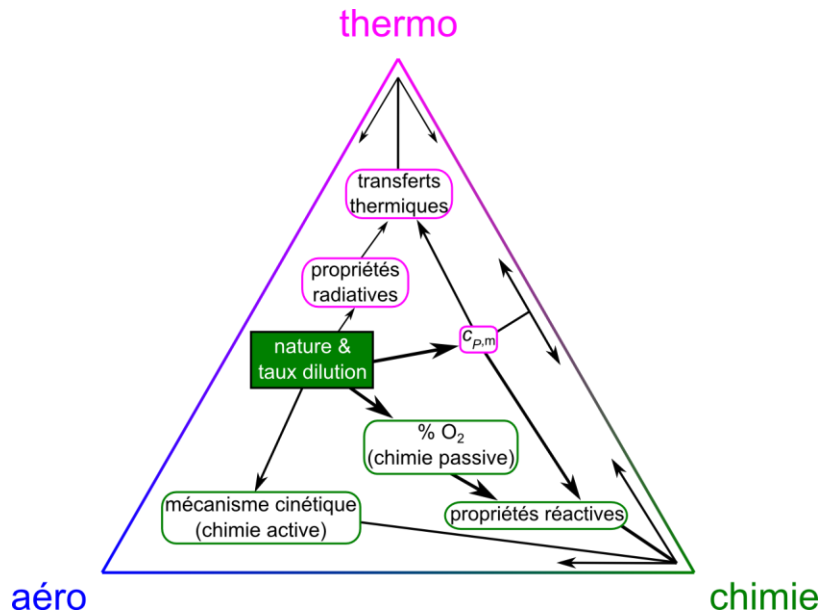 thermo
transferts
thermiques
propriétés
radiatives
nature &
taux dilution
cP,m
% O2
(chimie passive)
mécanisme cinétique
(chimie active)
propriétés réactives
aéro
chimie